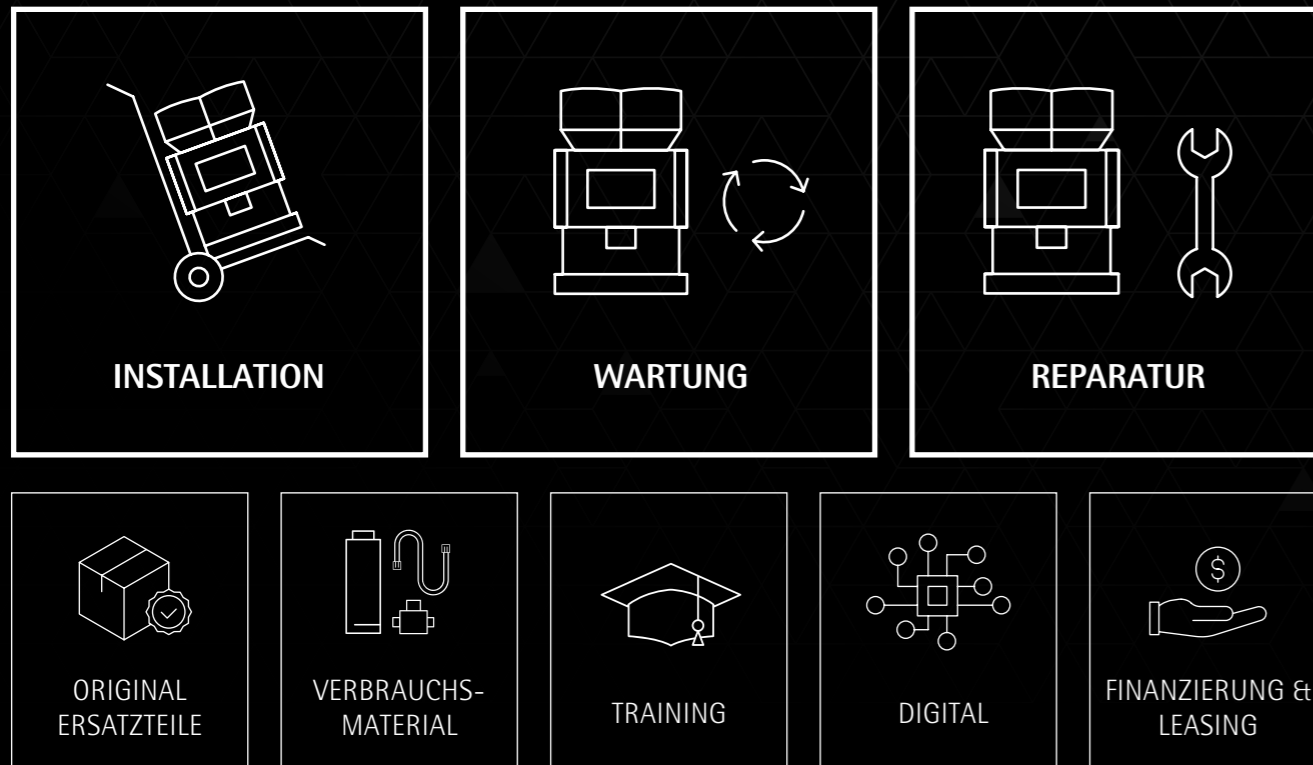 INSTALLATION
WARTUNG
REPARATUR
ORIGINAL
ERSATZTEILE
VERBRAUCHS-
MATERIAL
TRAINING
DIGITAL
FINANZIERUNG &
LEASING